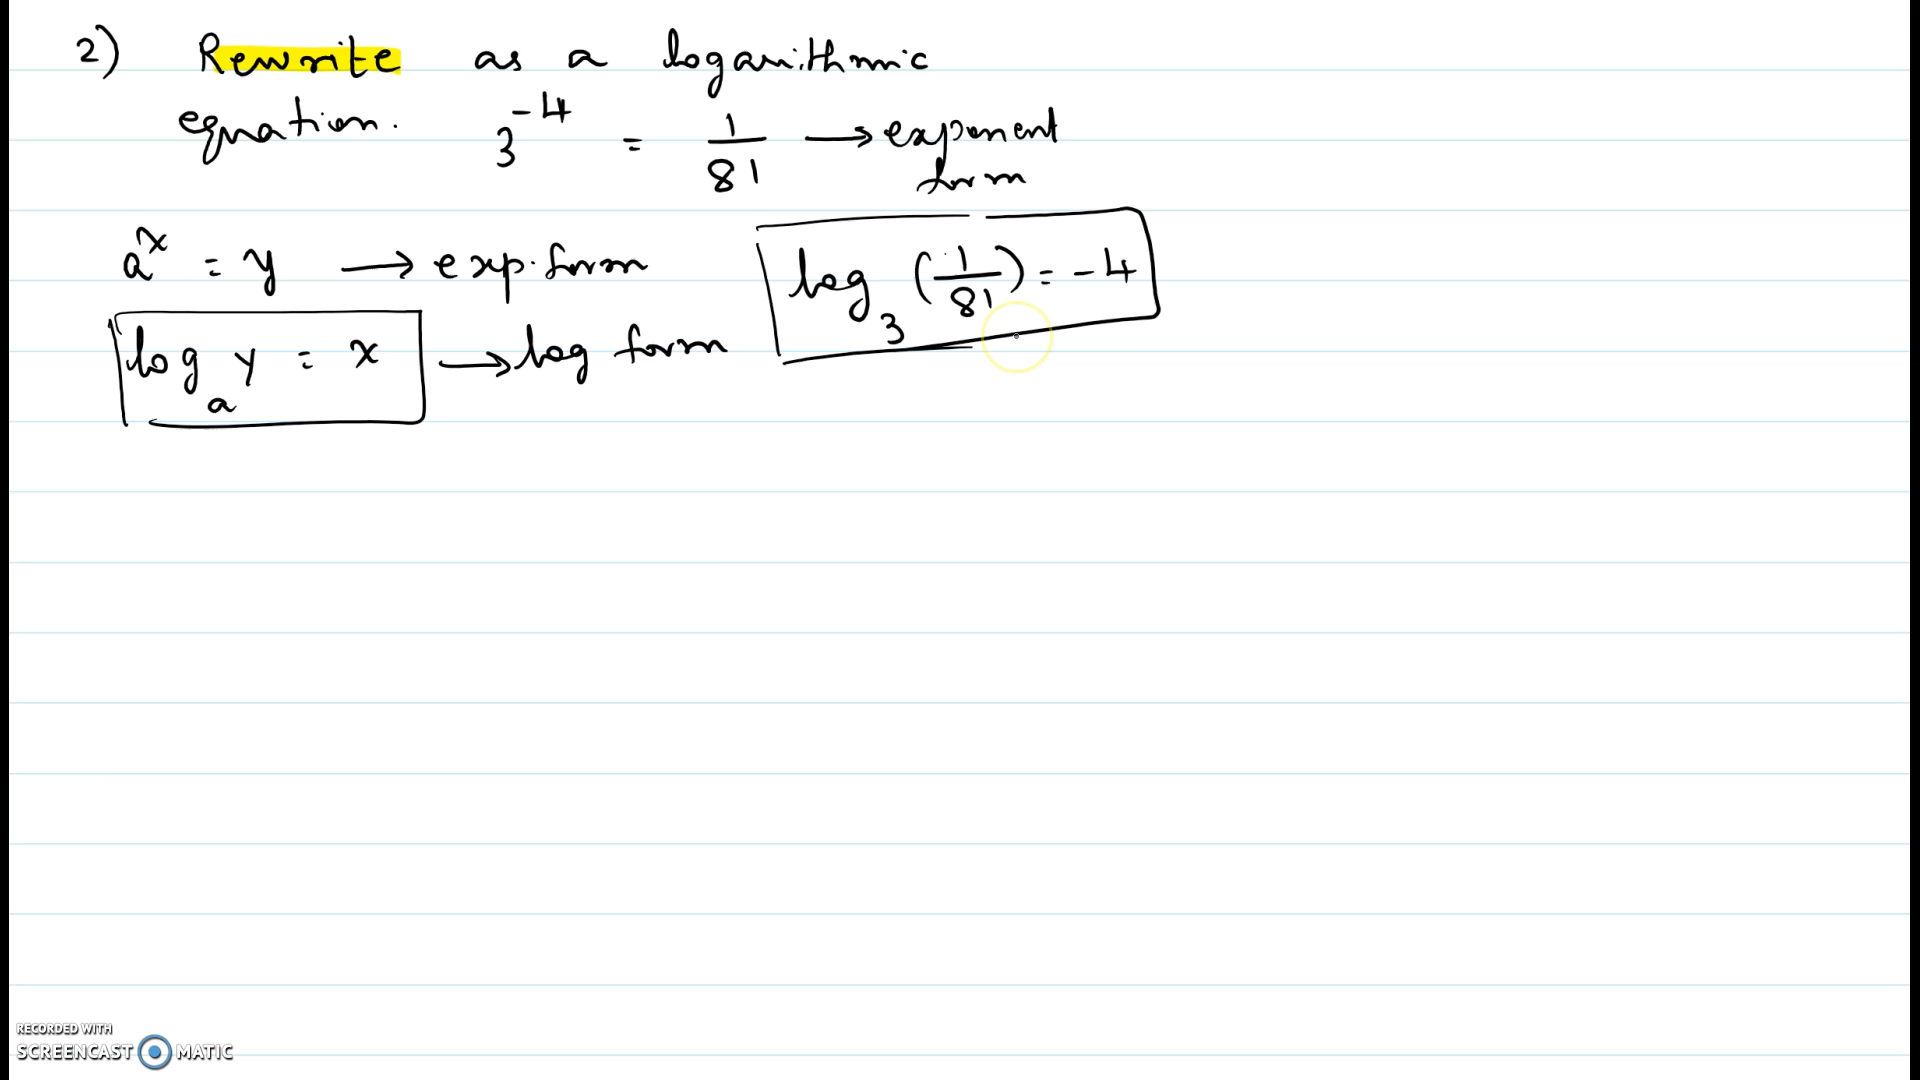 2) Rewrite as a logarithmic
equation. 3^-4 = 1/81 → exponent
form
a^x = y → exp. form
log_3 (1/81) = -4
log_a y = x → log form
RECORDED WITH
SCREENCAST MATIC